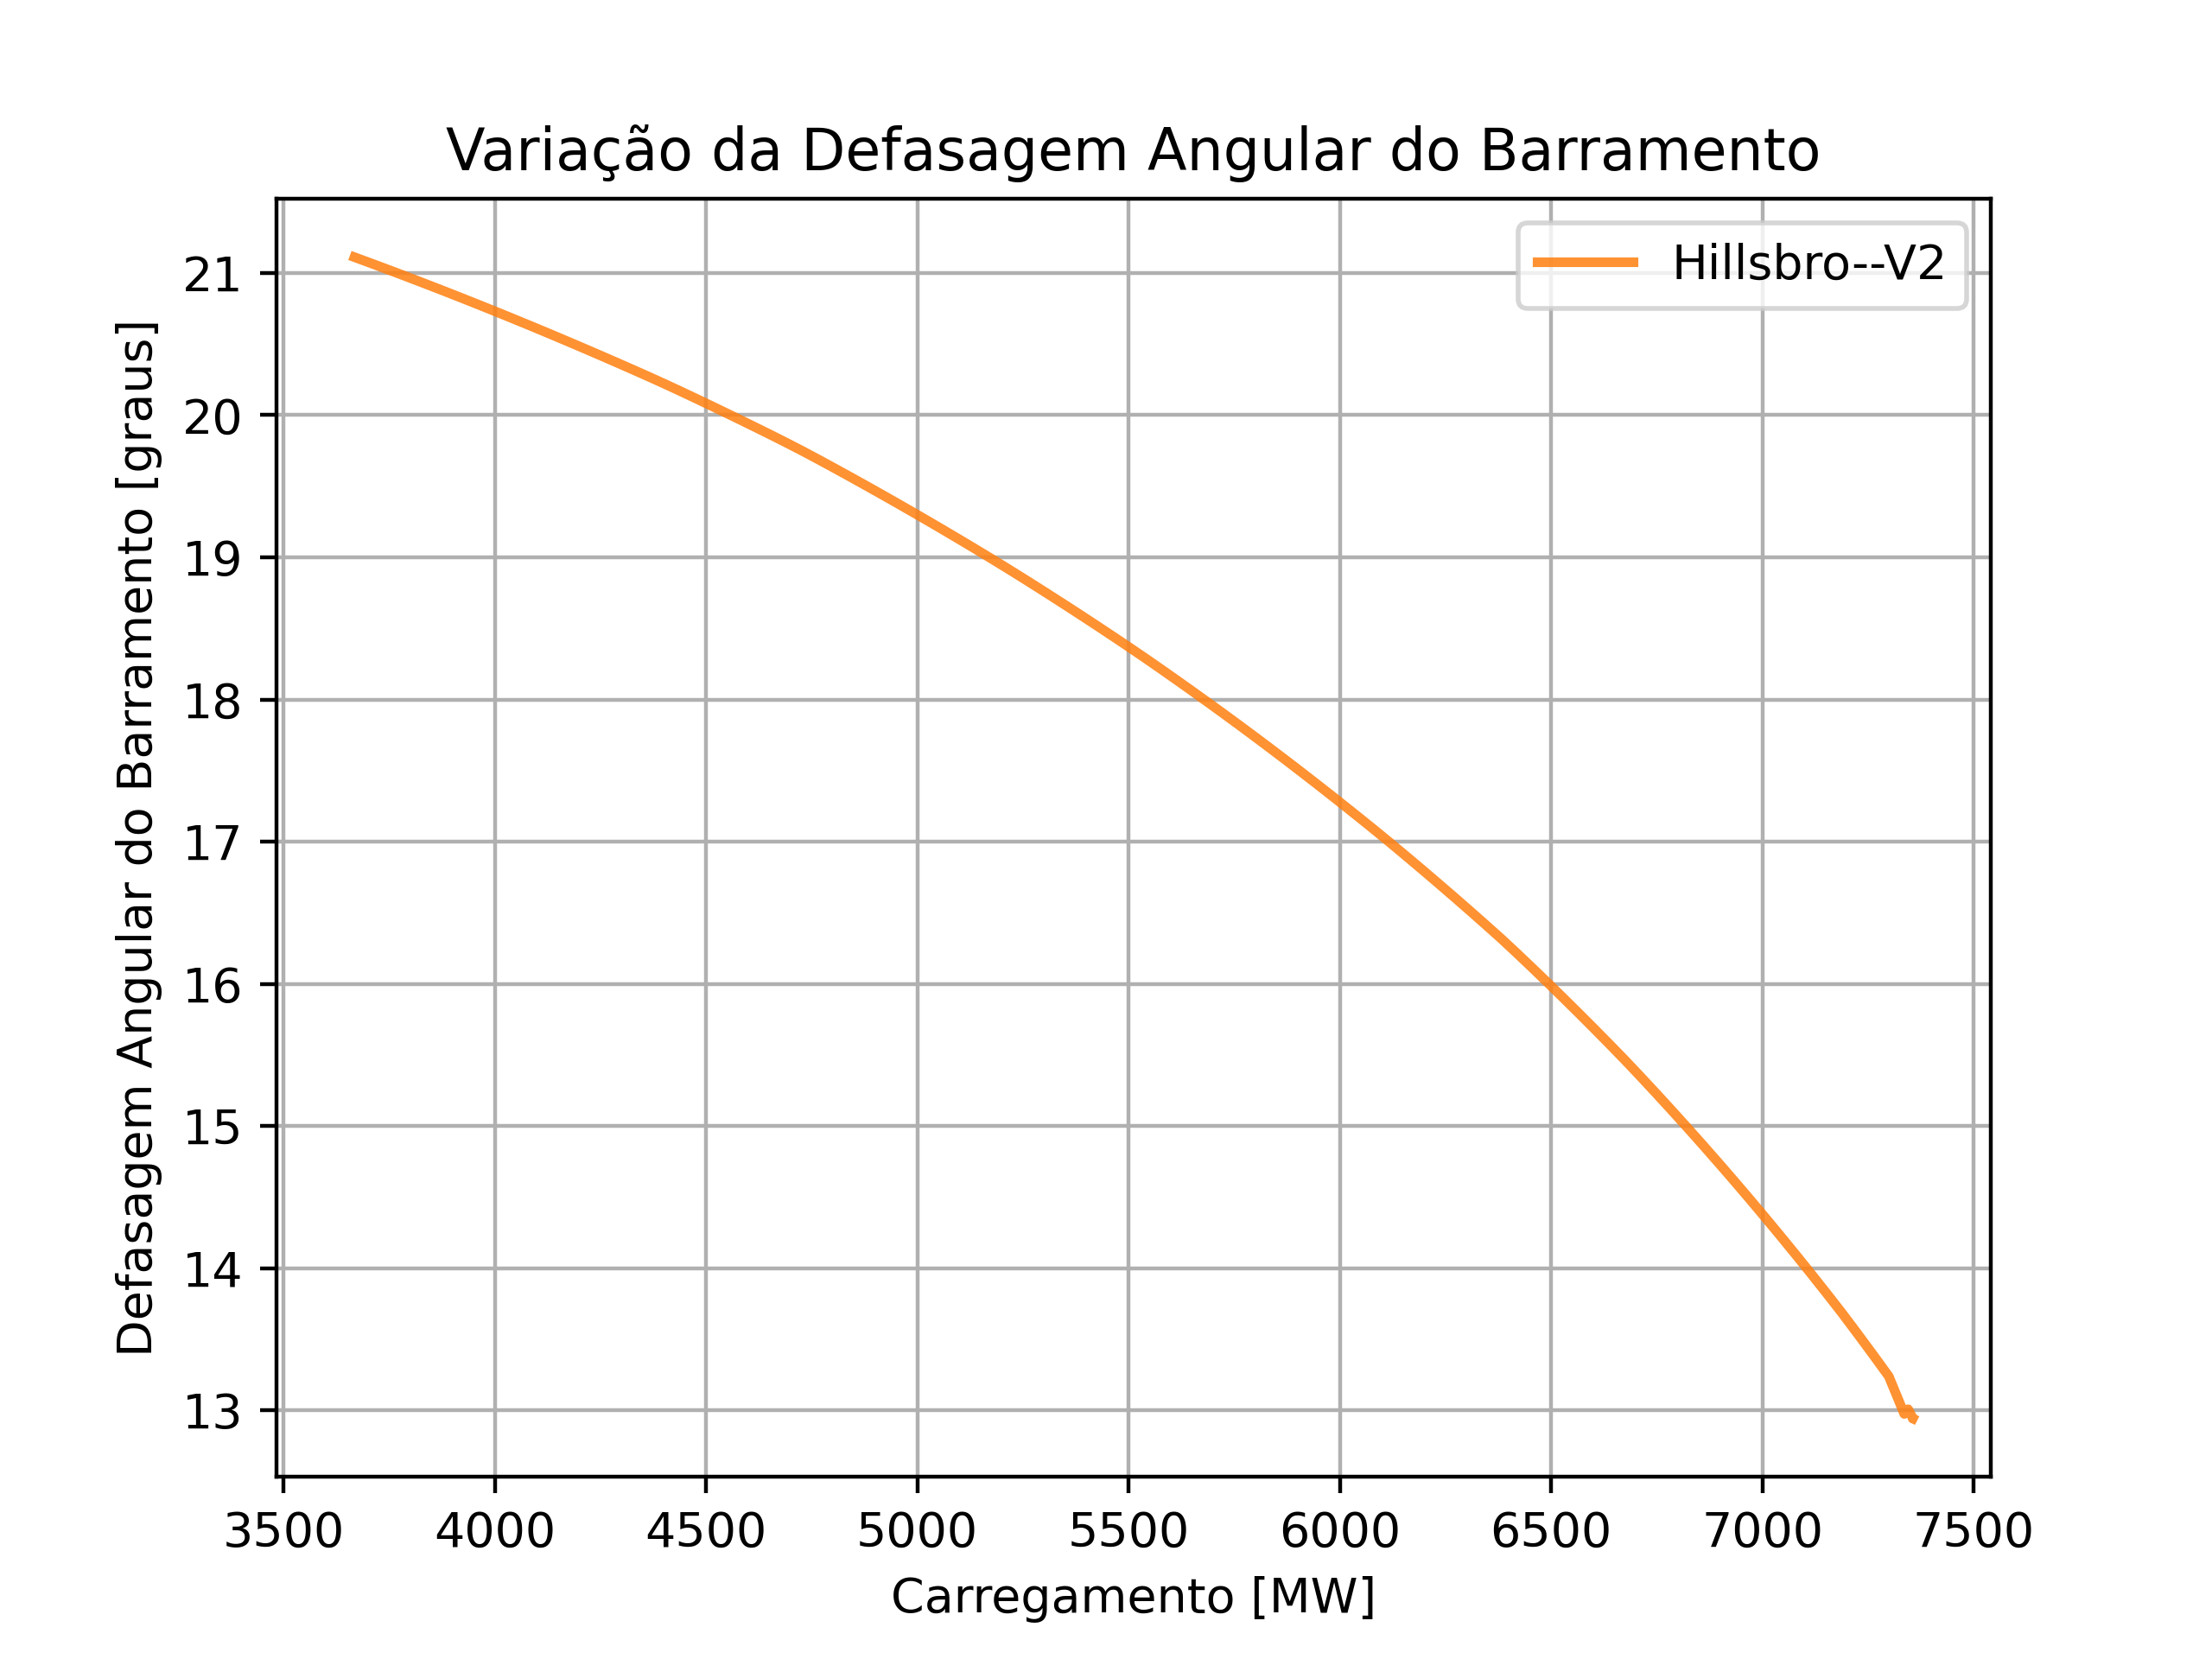 Variação da Defasagem Angular do Barramento
Hillsbro--V2
Defasagem Angular do Barramento [graus]
21
20
19
18
17
16
15
14
13
3500 4000 4500 5000 5500 6000 6500 7000 7500
Carregamento [MW]